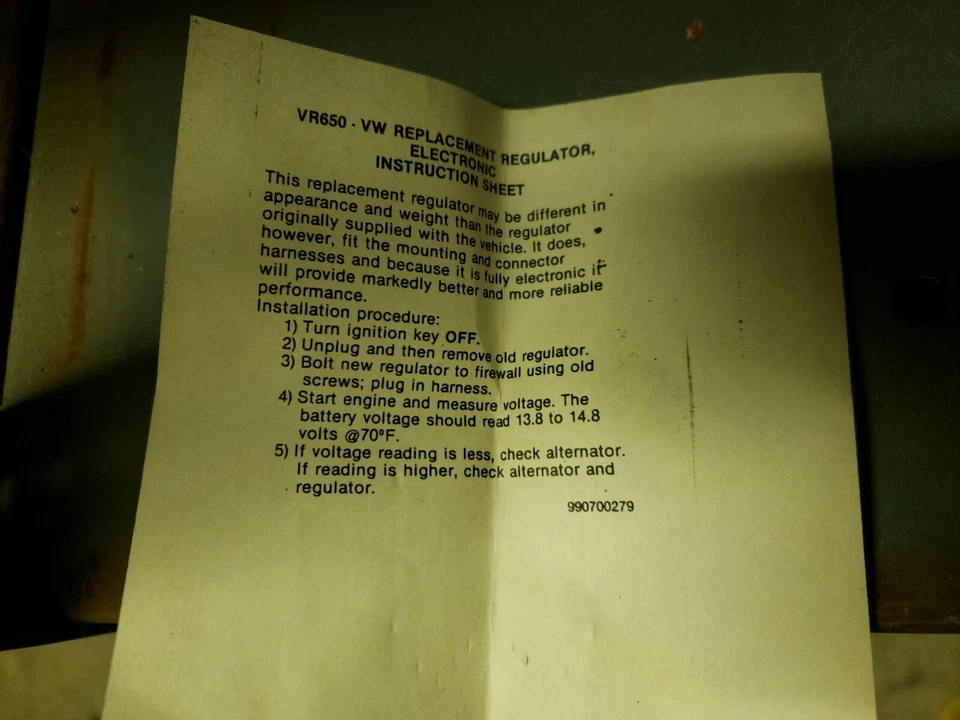 VR650 - VW REPLACEMENT REGULATOR,
ELECTRONIC
INSTRUCTION SHEET
This replacement regulator may be different in
appearance and weight than the regulator
originally supplied with the vehicle. It does,
however, fit the mounting and connector
harnesses and because it is fully electronic it
will provide markedly better and more reliable
performance.
Installation procedure:
1) Turn ignition key OFF.
2) Unplug and then remove old regulator.
3) Bolt new regulator to firewall using old
screws; plug in harness.
4) Start engine and measure voltage. The
battery voltage should read 13.8 to 14.8
volts @70°F.
5) If voltage reading is less, check alternator.
If reading is higher, check alternator and
regulator.
990700279